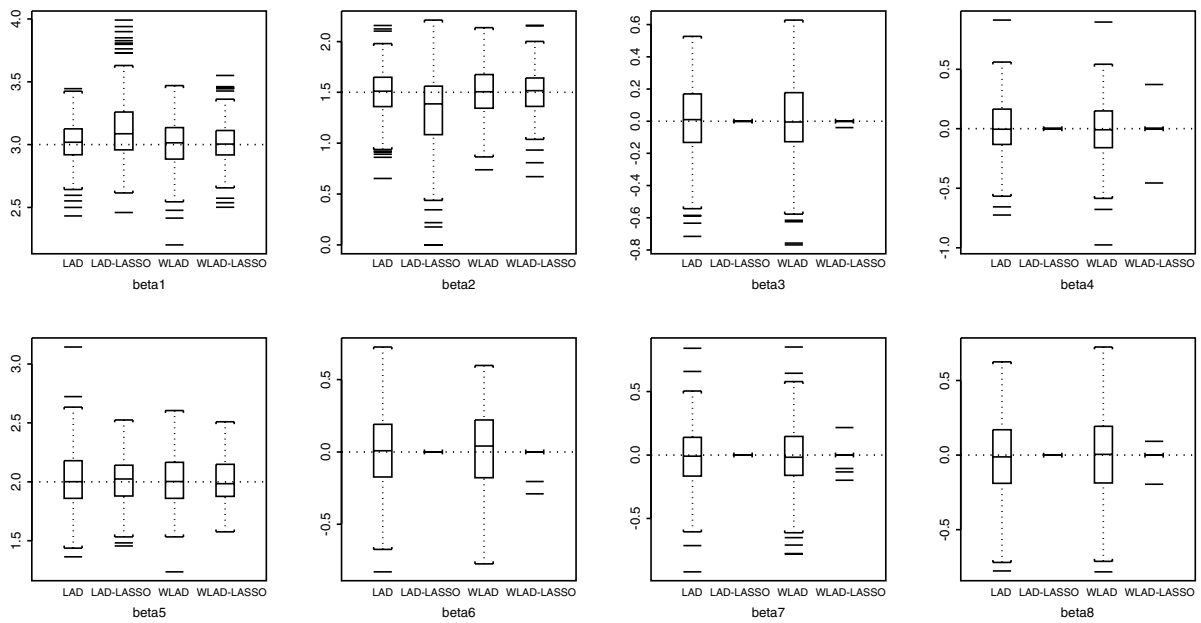 4.0
3.5
3.0
2.5
LAD LAD-LASSO WLAD WLAD-LASSO
beta1
2.0
1.5
1.0
0.5
0.0
LAD LAD-LASSO WLAD WLAD-LASSO
beta2
0.6
0.4
0.2
0.0
-0.2
-0.4
-0.6
-0.8
LAD LAD-LASSO WLAD WLAD-LASSO
beta3
0.5
0.0
-0.5
-1.0
LAD LAD-LASSO WLAD WLAD-LASSO
beta4
3.0
2.5
2.0
1.5
LAD LAD-LASSO WLAD WLAD-LASSO
beta5
0.5
0.0
-0.5
LAD LAD-LASSO WLAD WLAD-LASSO
beta6
0.5
0.0
-0.5
LAD LAD-LASSO WLAD WLAD-LASSO
beta7
0.5
0.0
-0.5
LAD LAD-LASSO WLAD WLAD-LASSO
beta8